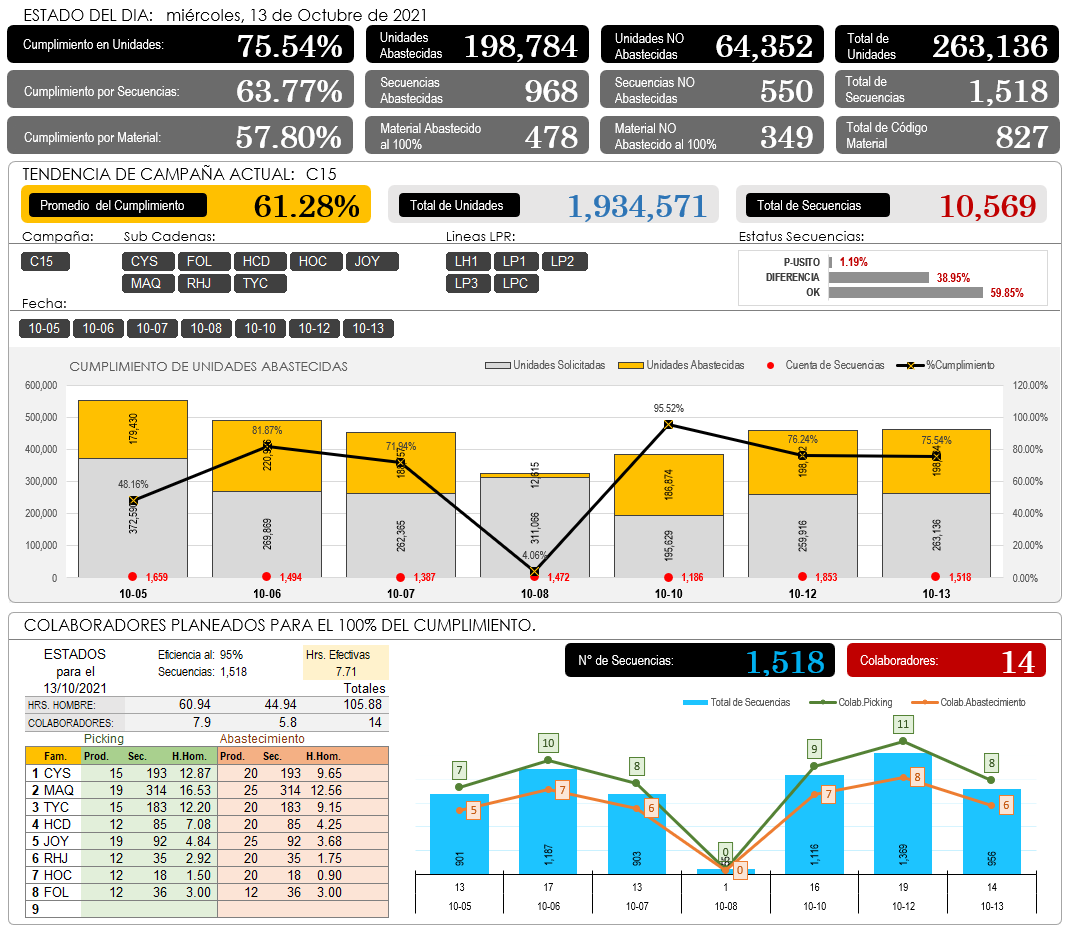 ESTADO DEL DIA: miércoles, 13 de Octubre de 2021
Cumplimiento en Unidades: 75.54%
Unidades Abastecidas 198,784
Unidades NO Abastecidas 64,352
Total de Unidades 263,136
Cumplimiento por Secuencias: 63.77%
Secuencias Abastecidas 968
Secuencias NO Abastecidas 550
Total de Secuencias 1,518
Cumplimiento por Material: 57.80%
Material Abastecido al 100% 478
Material NO Abastecido al 100% 349
Total de Código Material 827
TENDENCIA DE CAMPAÑA ACTUAL: C15
Promedio del Cumplimiento 61.28%
Total de Unidades 1,934,571
Total de Secuencias 10,569
Campaña: Sub Cadenas: Lineas LPR: Estatus Secuencias:
C15 CYS FOL HCD HOC JOY LH1 LP1 LP2
MAQ RHJ TYC LP3 LPC
P-USITO 1.19%
DIFERENCIA 38.95%
OK 59.85%
Fecha:
10-05 10-06 10-07 10-08 10-10 10-12 10-13
CUMPLIMIENTO DE UNIDADES ABASTECIDAS
Unidades Solicitadas Unidades Abastecidas Cuenta de Secuencias %Cumplimiento
600,000 120.00%
500,000 100.00%
400,000 80.00%
300,000 60.00%
200,000 40.00%
100,000 20.00%
0 0.00%
179,430 12,615 186,874
48.16% 81.87% 71.94% 4.06% 95.52% 76.24% 75.54%
269,869 262,365 311,066 195,629 259,916 263,136
1,659 1,494 1,387 1,472 1,186 1,853 1,518
10-05 10-06 10-07 10-08 10-10 10-12 10-13
COLABORADORES PLANEADOS PARA EL 100% DEL CUMPLIMIENTO.
ESTADOS para el 13/10/2021
Eficiencia al: 95%
Secuencias: 1,518
Hrs. Efectivas
7.71
Totales
HRS. HOMBRE: 60.94 44.94 105.88
COLABORADORES: 7.9 5.8 14
Picking Abastecimiento
Fam. Prod. Sec. H.Hom. Prod. Sec. H.Hom.
1 CYS 15 193 12.87 20 193 9.65
2 MAQ 19 314 16.53 25 314 12.56
3 TYC 15 183 12.20 20 183 9.15
4 HCD 12 85 7.08 20 85 4.25
5 JOY 19 92 4.84 25 92 3.68
6 RHJ 12 35 2.92 20 35 1.75
7 HOC 12 18 1.50 20 18 0.90
8 FOL 12 36 3.00 12 36 3.00
9
N° de Secuencias: 1,518
Colaboradores: 14
Total de Secuencias Colab.Picking Colab.Abastecimiento
7 10 8 0 9 11 8
5 7 6 0 7 8 6
901 1,187 903 1,116 1,369 956
13 17 13 1 16 19 14
10-05 10-06 10-07 10-08 10-10 10-12 10-13